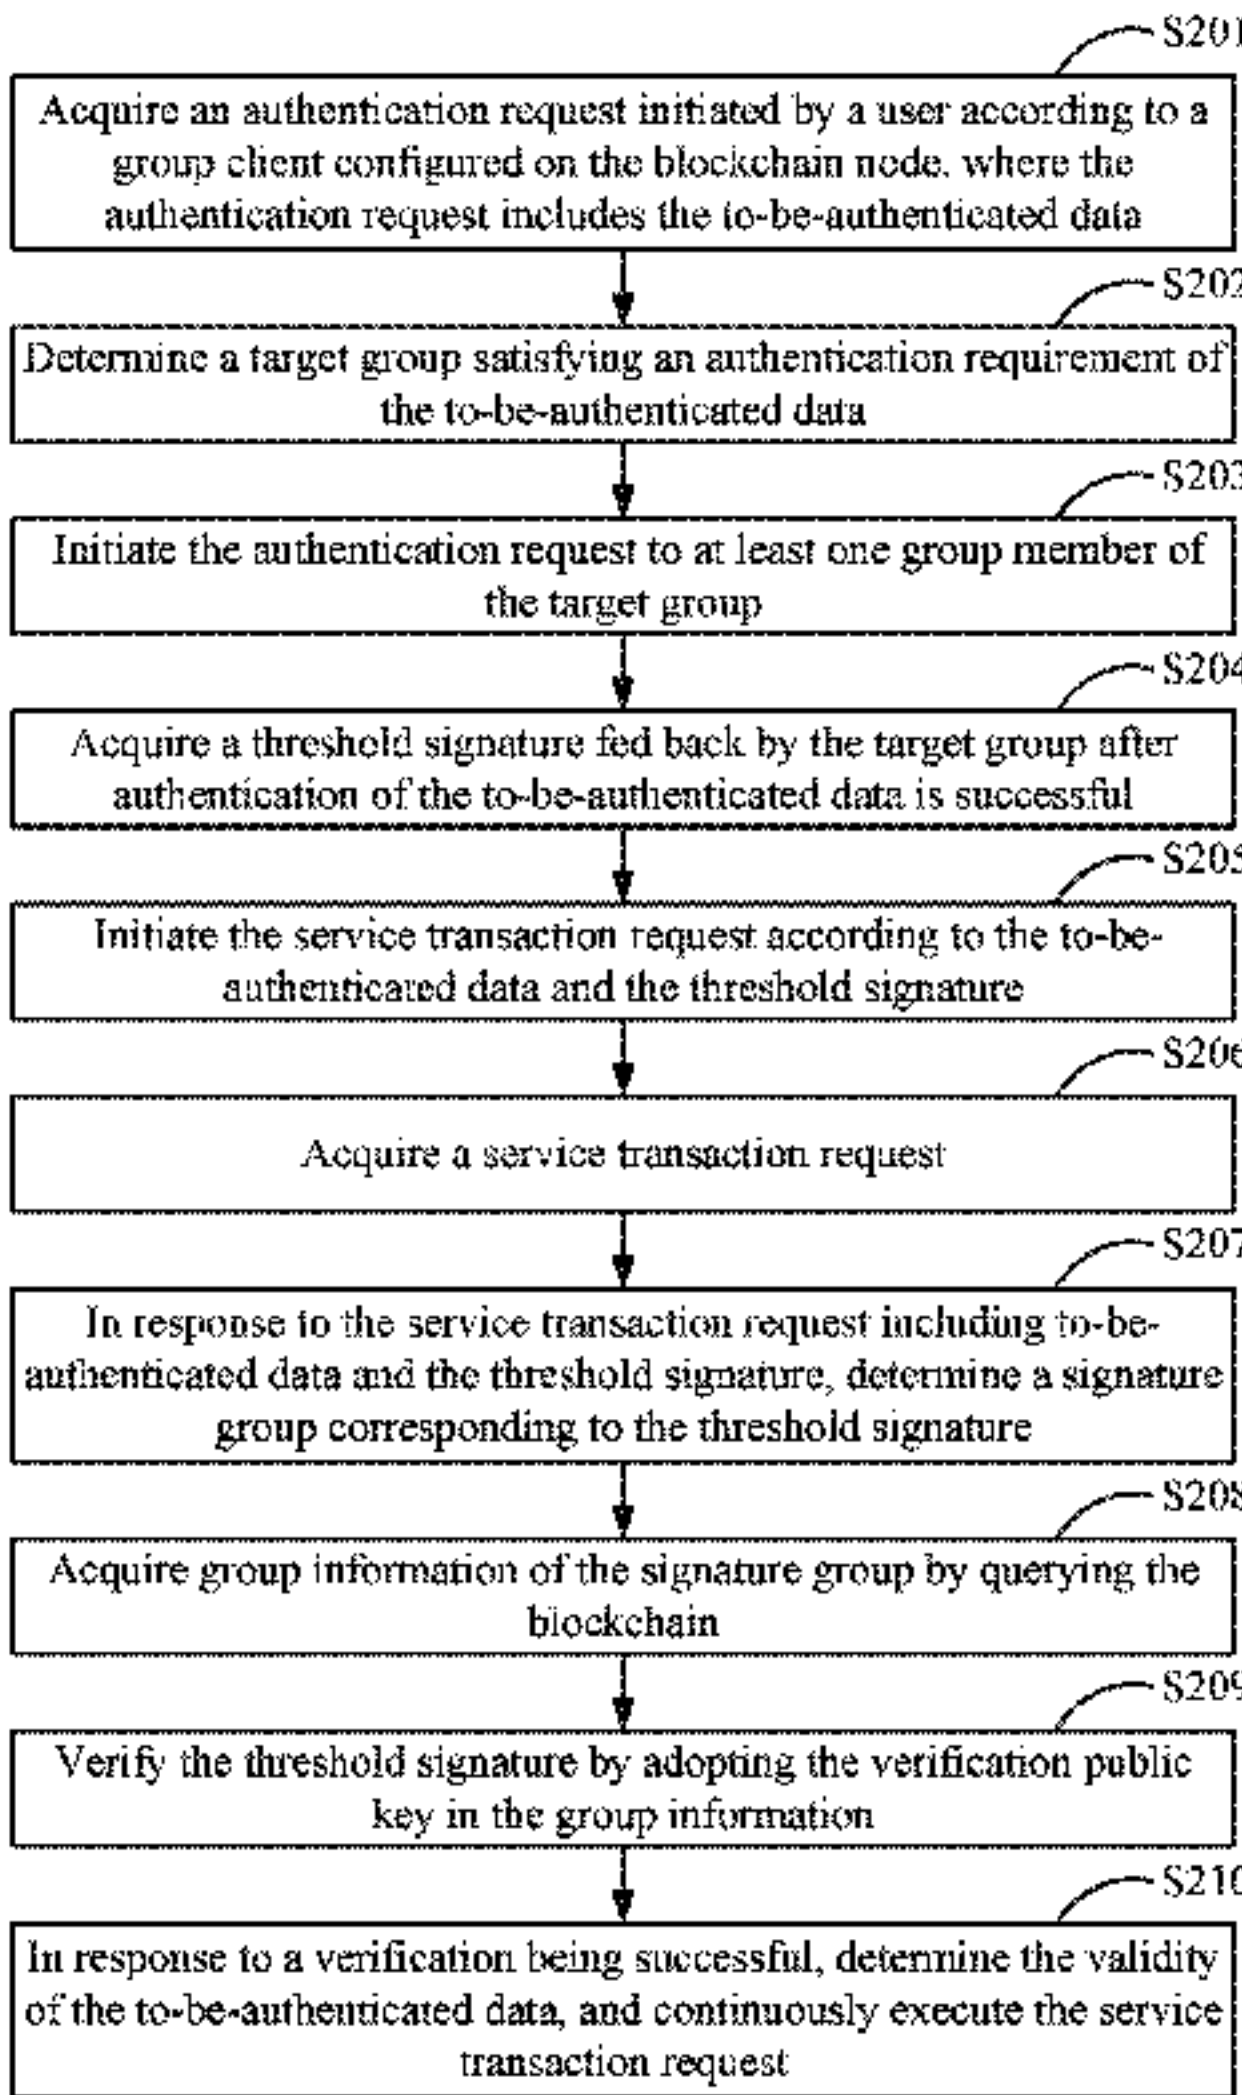 S201
Acquire an authentication request initiated by a user according to a
group client configured on the blockchain node, where the
authentication request includes the to-be-authenticated data
S202
Determine a target group satisfying an authentication requirement of
the to-be-authenticated data
S203
Initiate the authentication request to at least one group member of
the target group
S204
Acquire a threshold signature fed back by the target group after
authentication of the to-be-authenticated data is successful
S205
Initiate the service transaction request according to the to-be-
authenticated data and the threshold signature
S206
Acquire a service transaction request
S207
In response to the service transaction request including to-be-
authenticated data and the threshold signature, determine a signature
group corresponding to the threshold signature
S208
Acquire group information of the signature group by querying the
blockchain
S209
Verify the threshold signature by adopting the verification public
key in the group information
S210
In response to a verification being successful, determine the validity
of the to-be-authenticated data, and continuously execute the service
transaction request